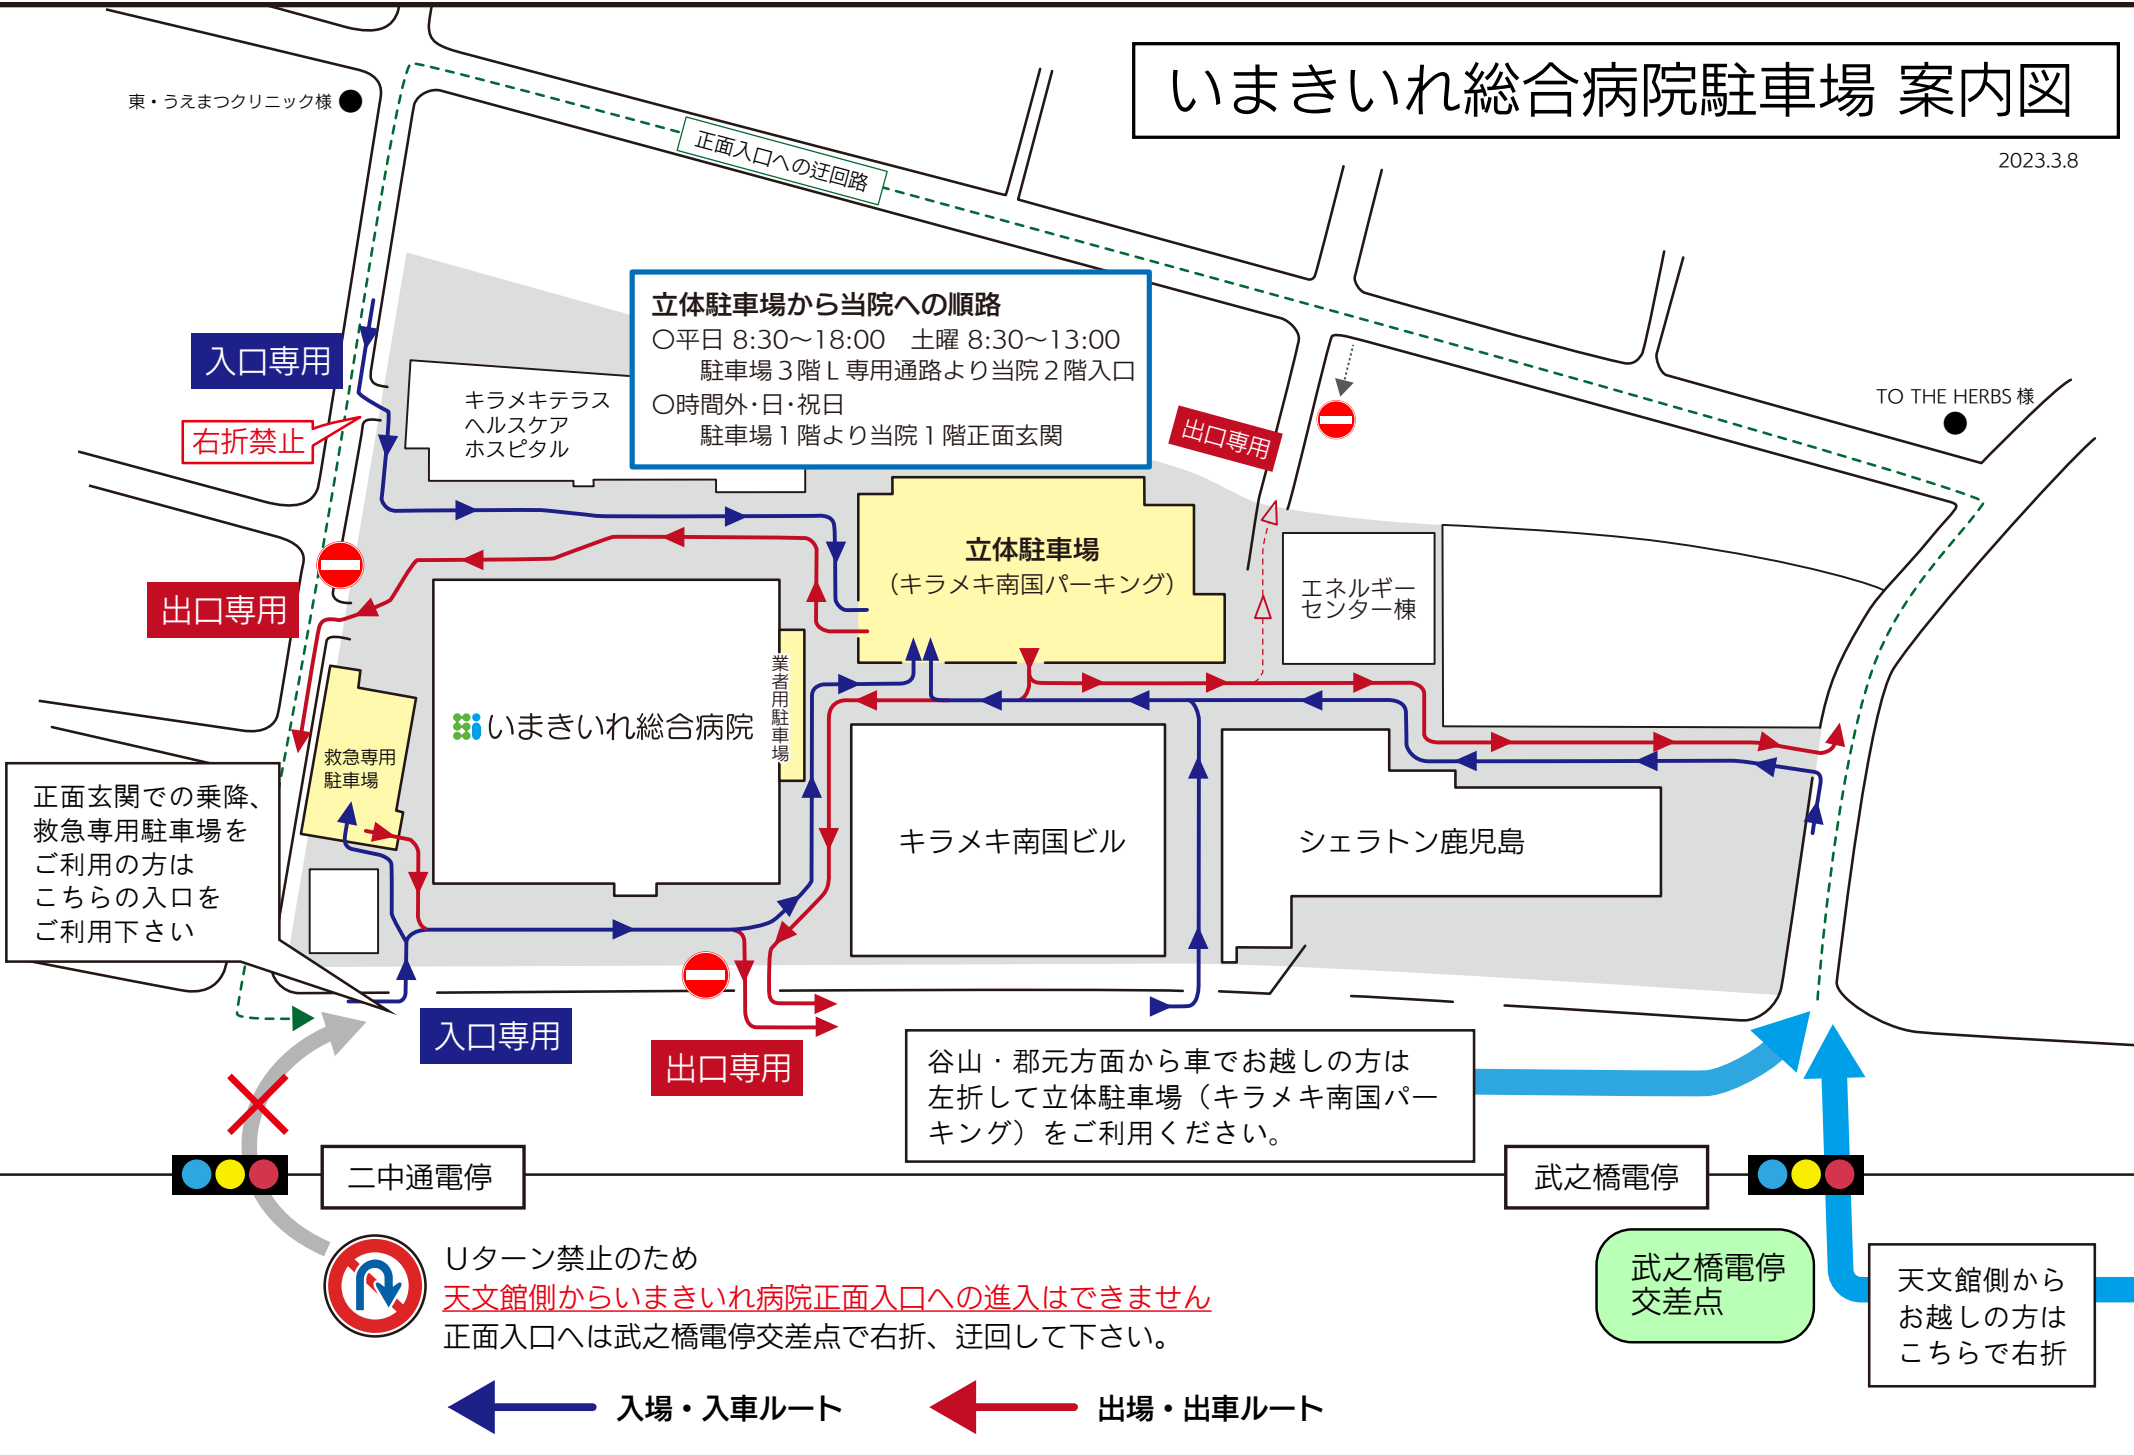 いまきいれ総合病院駐車場 案内図
2023.3.8
東・うえまつクリニック様
正面入口への迂回路
立体駐車場から当院への順路
〇平日 8:30〜18:00　土曜 8:30〜13:00
駐車場3階L専用通路より当院2階入口
〇時間外・日・祝日
駐車場1階より当院1階正面玄関
入口専用
右折禁止
キラメキテラス
ヘルスケア
ホスピタル
出口専用
TO THE HERBS 様
立体駐車場
（キラメキ南国パーキング）
エネルギー
センター棟
出口専用
業者用駐車場
いまきいれ総合病院
救急専用
駐車場
正面玄関での乗降、
救急専用駐車場を
ご利用の方は
こちらの入口を
ご利用下さい
キラメキ南国ビル
シェラトン鹿児島
入口専用
出口専用
谷山・郡元方面から車でお越しの方は
左折して立体駐車場（キラメキ南国パー
キング）をご利用ください。
二中通電停
武之橋電停
武之橋電停
交差点
天文館側から
お越しの方は
こちらで右折
Uターン禁止のため
天文館側からいまきいれ病院正面入口への進入はできません
正面入口へは武之橋電停交差点で右折、迂回して下さい。
入場・入車ルート
出場・出車ルート